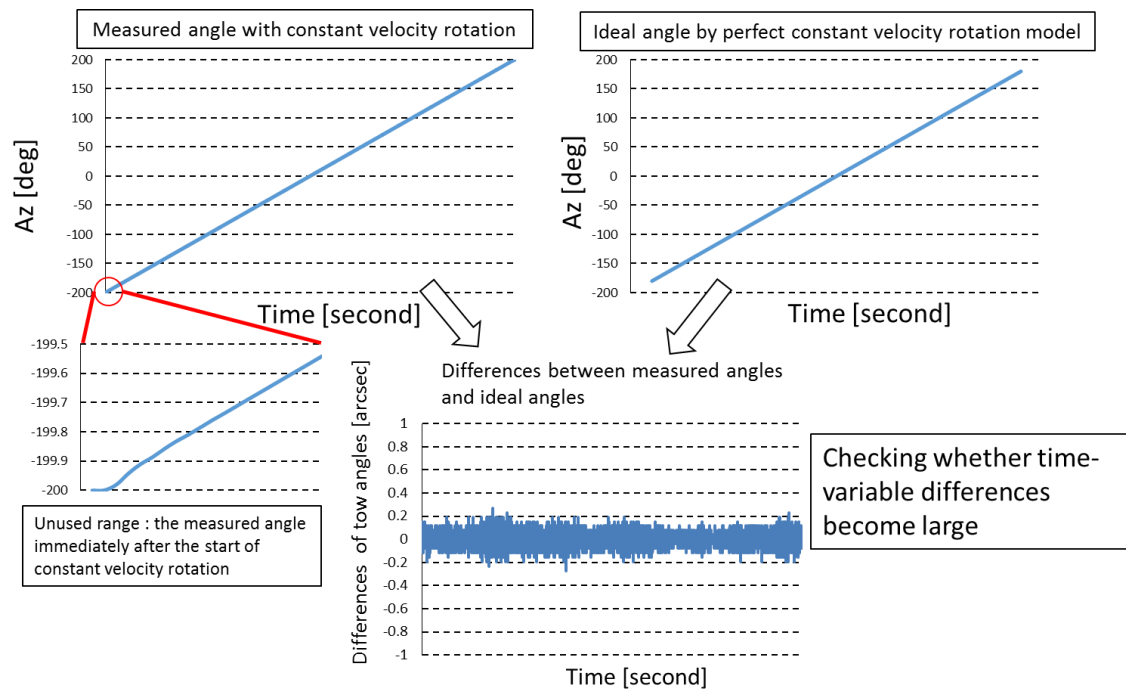 Measured angle with constant velocity rotation
200
150
100
50
0
-50
-100
-150
-200
Az [deg]
Time [second]
Ideal angle by perfect constant velocity rotation model
200
150
100
50
0
-50
-100
-150
-200
Az [deg]
Time [second]
-199.5
-199.6
-199.7
-199.8
-199.9
-200
Unused range : the measured angle
immediately after the start of
constant velocity rotation
Differences between measured angles
and ideal angles
Differences of tow angles [arcsec]
1
0.8
0.6
0.4
0.2
0
-0.2
-0.4
-0.6
-0.8
-1
Time [second]
Checking whether time-
variable differences
become large